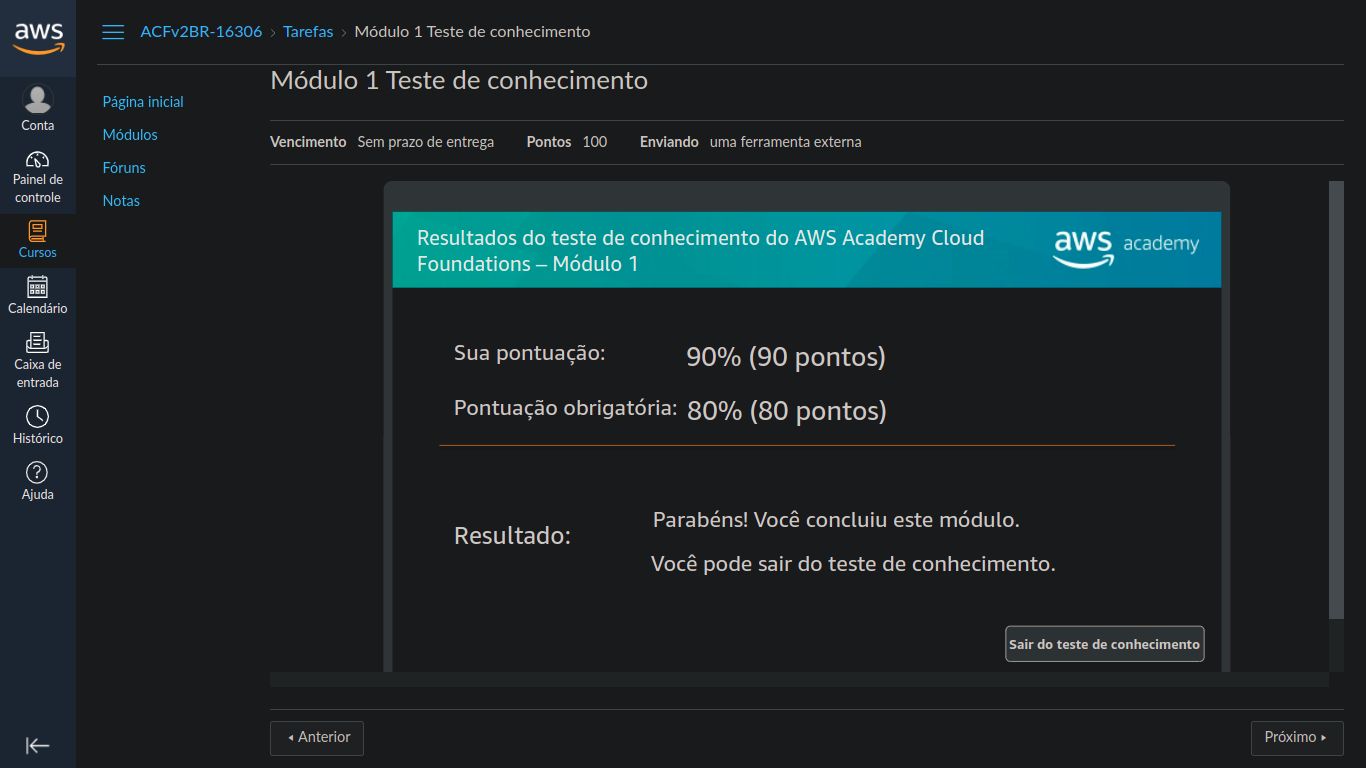 aws
ACFv2BR-16306 › Tarefas › Módulo 1 Teste de conhecimento
Conta
Painel de
controle
Cursos
Calendário
Caixa de
entrada
Histórico
Ajuda
Página inicial
Módulos
Fóruns
Notas
Módulo 1 Teste de conhecimento
Vencimento Sem prazo de entrega Pontos 100 Enviando uma ferramenta externa
Resultados do teste de conhecimento do AWS Academy Cloud
Foundations – Módulo 1
aws academy
Sua pontuação: 90% (90 pontos)
Pontuação obrigatória: 80% (80 pontos)
Resultado:
Parabéns! Você concluiu este módulo.
Você pode sair do teste de conhecimento.
Sair do teste de conhecimento
Anterior
Próximo